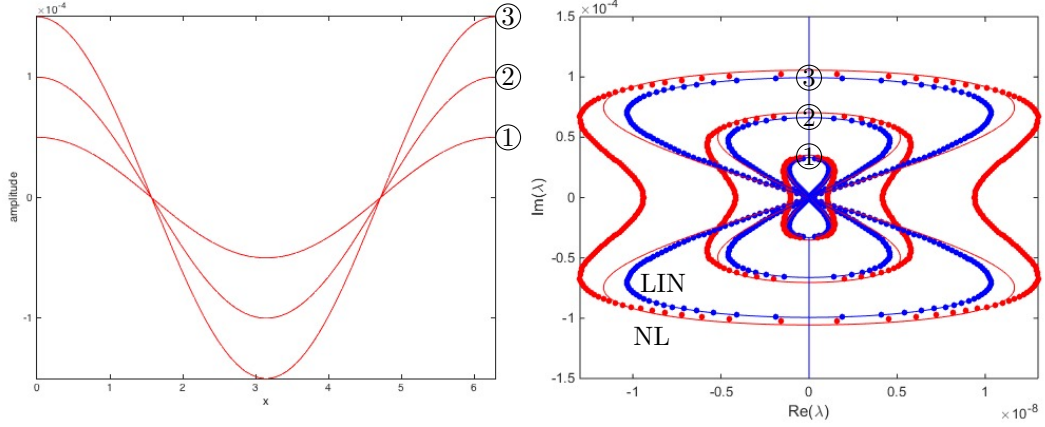 ×10⁻⁴
③
②
①
1
0
-1
amplitude
0 1 2 3 4 5 6
x
×10⁻⁴
1.5
1
0.5
0
-0.5
-1
-1.5
Im(λ)
③
②
①
LIN
NL
-1 -0.5 0 0.5 1
Re(λ)
×10⁻⁸